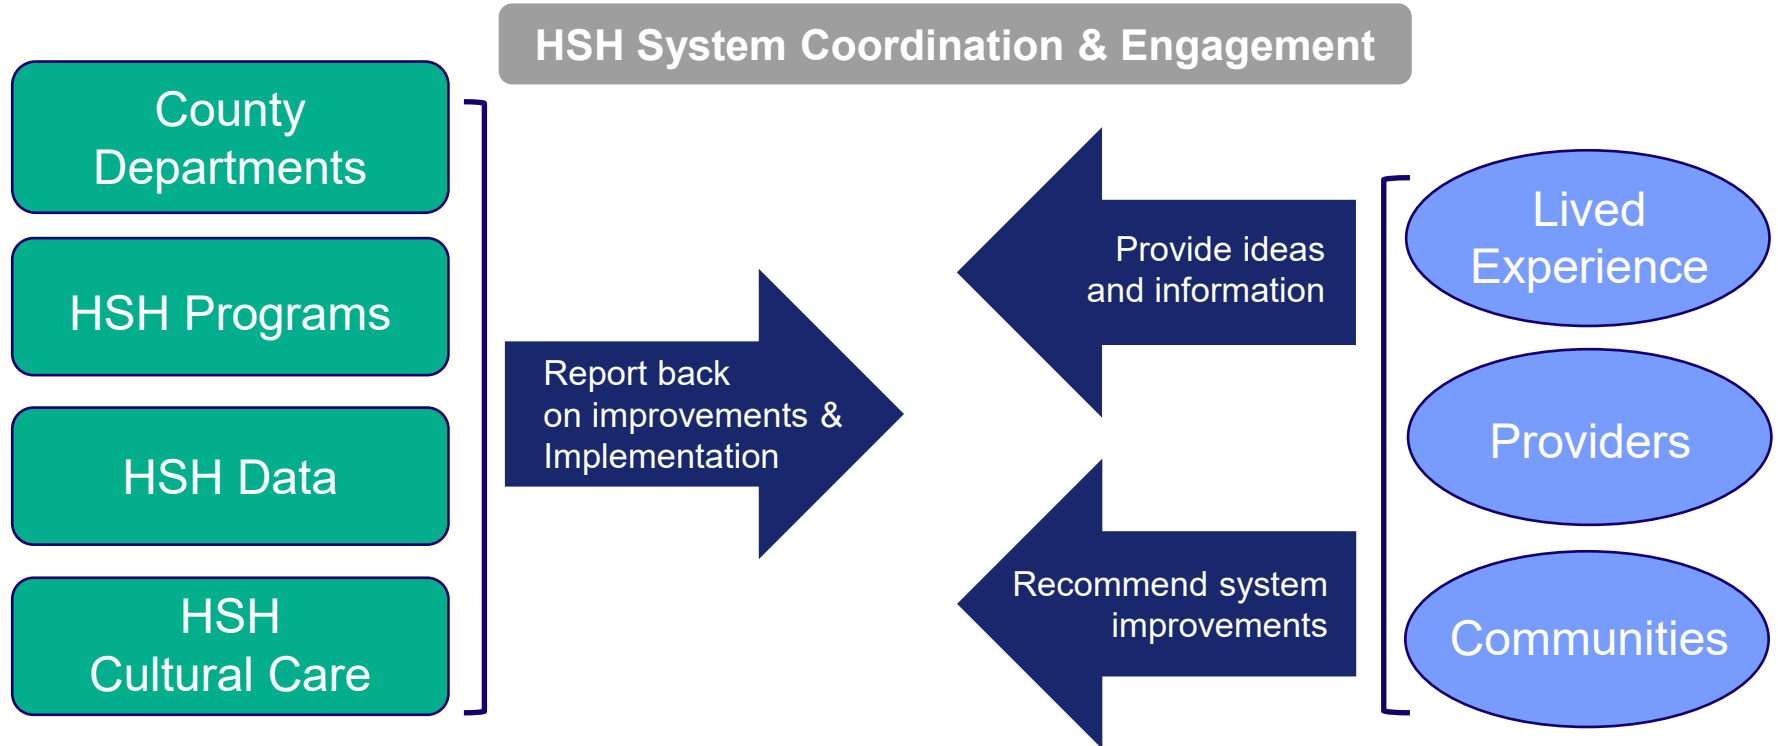 HSH System Coordination & Engagement
County
Departments
HSH Programs
HSH Data
HSH
Cultural Care
Report back
on improvements &
Implementation
Provide ideas
and information
Recommend system
improvements
Lived
Experience
Providers
Communities